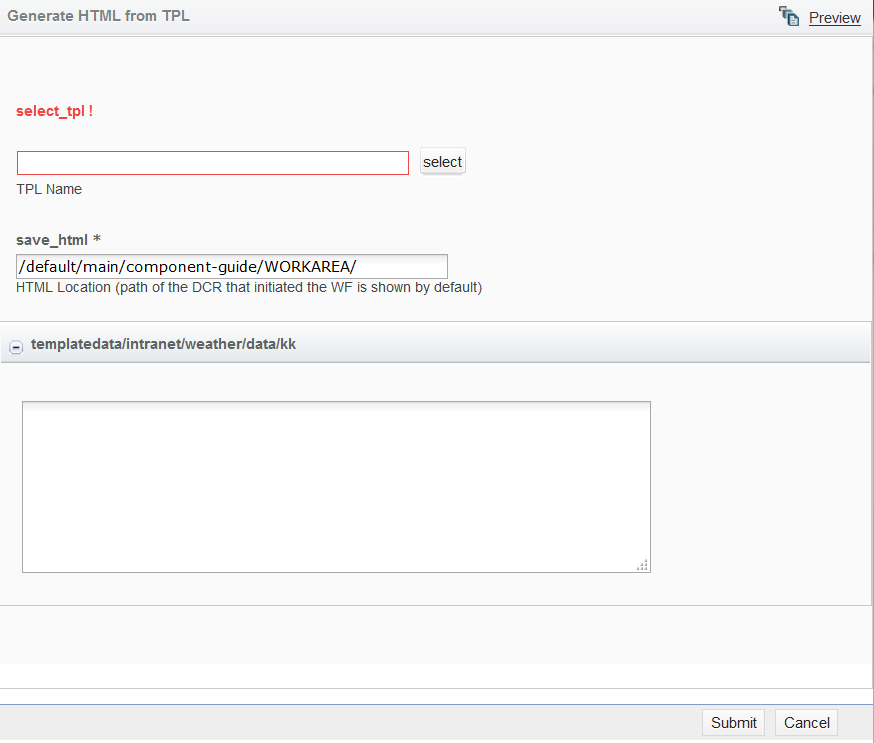 Generate HTML from TPL
Preview
select_tpl !
select
TPL Name
save_html *
/default/main/component-guide/WORKAREA/
HTML Location (path of the DCR that initiated the WF is shown by default)
templatedata/intranet/weather/data/kk
Submit
Cancel